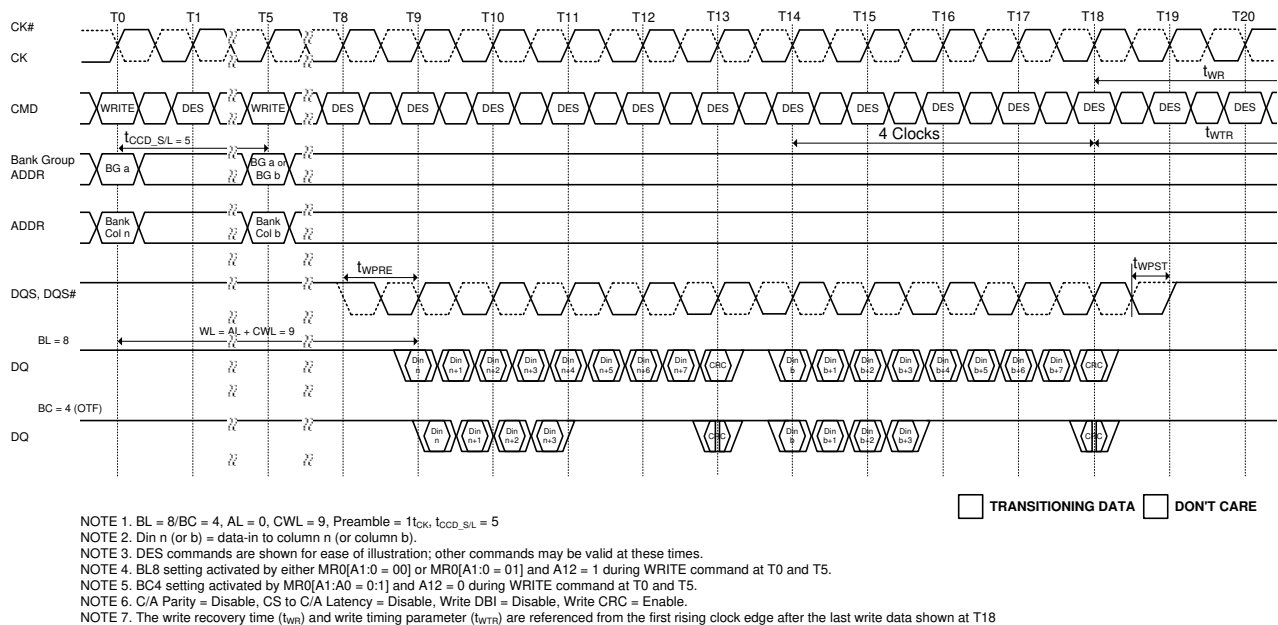 CK#
CK
T0 T1 T5 T8 T9 T10 T11 T12 T13 T14 T15 T16 T17 T18 T19 T20
tWR
CMD
WRITE DES WRITE DES DES DES DES DES DES DES DES DES DES DES DES DES
tCCD_S/L = 5
4 Clocks
tWTR
Bank Group
ADDR
BG a
BG a or
BG b
ADDR
Bank
Col n
Bank
Col b
tWPRE
tWPST
DQS, DQS#
WL = AL + CWL = 9
BL = 8
DQ
Din n Din n+1 Din n+2 Din n+3 Din n+4 Din n+5 Din n+6 Din n+7 CRC Din b Din b+1 Din b+2 Din b+3 Din b+4 Din b+5 Din b+6 Din b+7 CRC
BC = 4 (OTF)
DQ
Din n Din n+1 Din n+2 Din n+3 CRC Din b Din b+1 Din b+2 Din b+3 CRC
TRANSITIONING DATA DON'T CARE
NOTE 1. BL = 8/BC = 4, AL = 0, CWL = 9, Preamble = 1tCK, tCCD_S/L = 5
NOTE 2. Din n (or b) = data-in to column n (or column b).
NOTE 3. DES commands are shown for ease of illustration; other commands may be valid at these times.
NOTE 4. BL8 setting activated by either MR0[A1:0 = 00] or MR0[A1:0 = 01] and A12 = 1 during WRITE command at T0 and T5.
NOTE 5. BC4 setting activated by MR0[A1:A0 = 0:1] and A12 = 0 during WRITE command at T0 and T5.
NOTE 6. C/A Parity = Disable, CS to C/A Latency = Disable, Write DBI = Disable, Write CRC = Enable.
NOTE 7. The write recovery time (tWR) and write timing parameter (tWTR) are referenced from the first rising clock edge after the last write data shown at T18